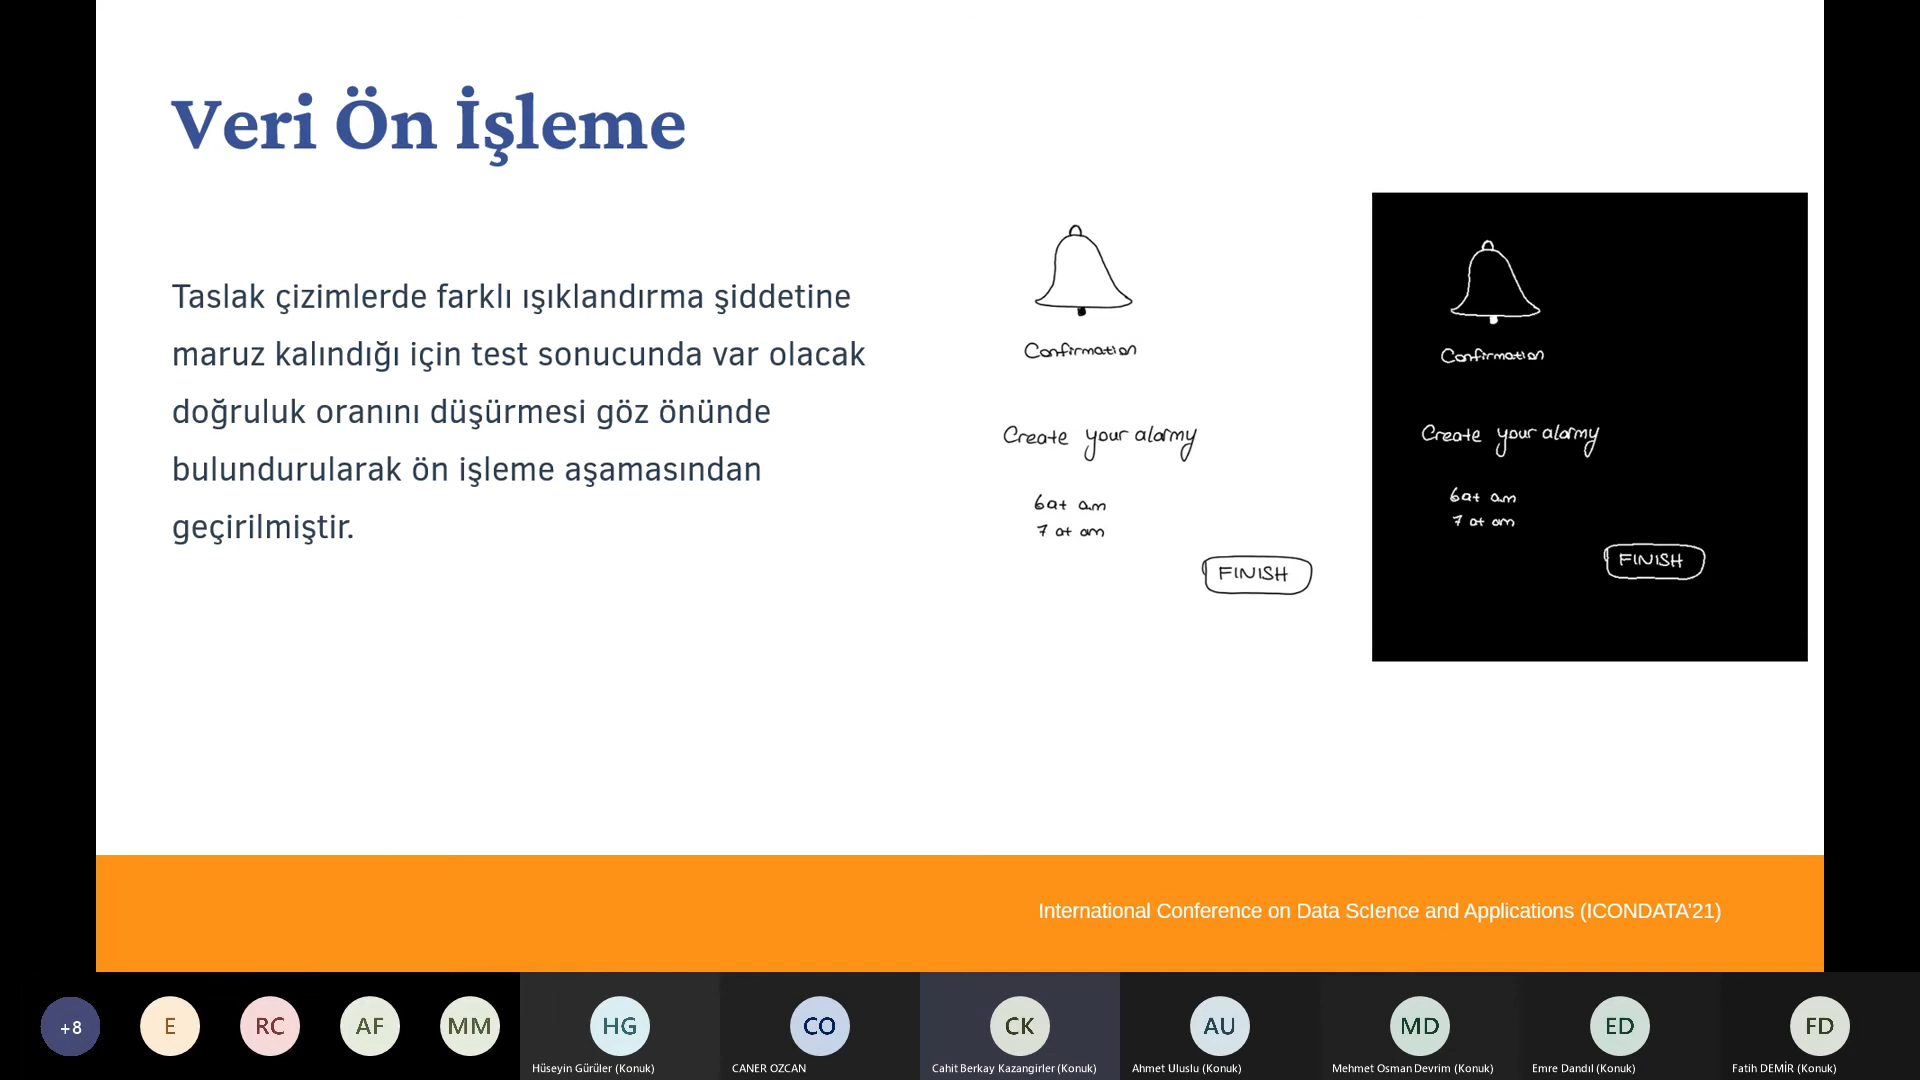 Veri Ön İşleme
Taslak çizimlerde farklı ışıklandırma şiddetine
maruz kalındığı için test sonucunda var olacak
doğruluk oranını düşürmesi göz önünde
bulundurularak ön işleme aşamasından
geçirilmiştir.
Confirmation
Create your alarmy
6 at am
7 at am
FINISH
Confirmation
Create your alarmy
6 at am
7 at am
FINISH
International Conference on Data ScIence and Applications (ICONDATA’21)
+8
E
RC
AF
MM
HG
CO
CK
AU
MD
ED
FD
Hüseyin Gürüler (Konuk)
CANER OZCAN
Cahit Berkay Kazangirler (Konuk)
Ahmet Uluslu (Konuk)
Mehmet Osman Devrim (Konuk)
Emre Dandıl (Konuk)
Fatih DEMİR (Konuk)